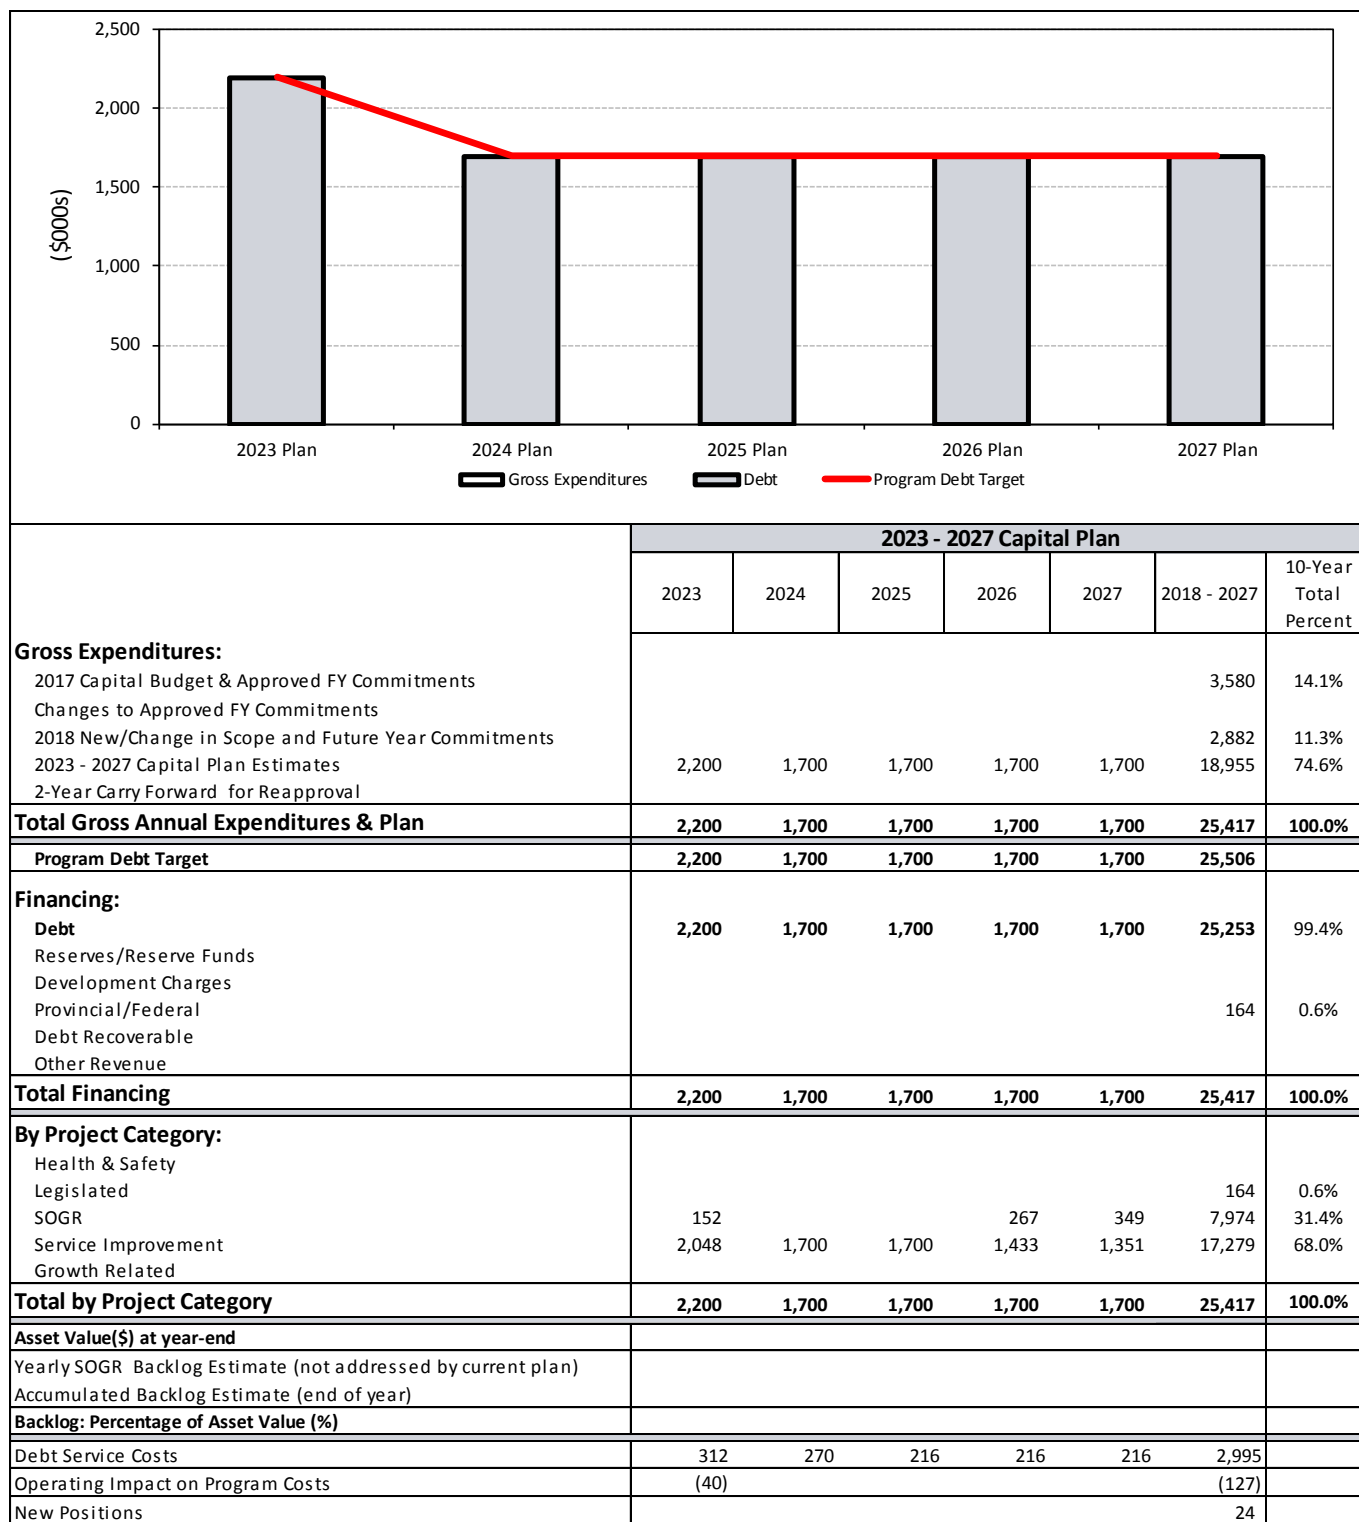 2,500
2,000
1,500
1,000
500
0
($000s)
2023 Plan 2024 Plan 2025 Plan 2026 Plan 2027 Plan
Gross Expenditures Debt Program Debt Target
2023 - 2027 Capital Plan
2023 2024 2025 2026 2027 2018 - 2027 10-Year Total Percent
Gross Expenditures:
2017 Capital Budget & Approved FY Commitments 3,580 14.1%
Changes to Approved FY Commitments
2018 New/Change in Scope and Future Year Commitments 2,882 11.3%
2023 - 2027 Capital Plan Estimates 2,200 1,700 1,700 1,700 1,700 18,955 74.6%
2-Year Carry Forward for Reapproval
Total Gross Annual Expenditures & Plan 2,200 1,700 1,700 1,700 1,700 25,417 100.0%
Program Debt Target 2,200 1,700 1,700 1,700 1,700 25,506
Financing:
Debt 2,200 1,700 1,700 1,700 1,700 25,253 99.4%
Reserves/Reserve Funds
Development Charges
Provincial/Federal 164 0.6%
Debt Recoverable
Other Revenue
Total Financing 2,200 1,700 1,700 1,700 1,700 25,417 100.0%
By Project Category:
Health & Safety
Legislated 164 0.6%
SOGR 152 267 349 7,974 31.4%
Service Improvement 2,048 1,700 1,700 1,433 1,351 17,279 68.0%
Growth Related
Total by Project Category 2,200 1,700 1,700 1,700 1,700 25,417 100.0%
Asset Value($) at year-end
Yearly SOGR Backlog Estimate (not addressed by current plan)
Accumulated Backlog Estimate (end of year)
Backlog: Percentage of Asset Value (%)
Debt Service Costs 312 270 216 216 216 2,995
Operating Impact on Program Costs (40) (127)
New Positions 24